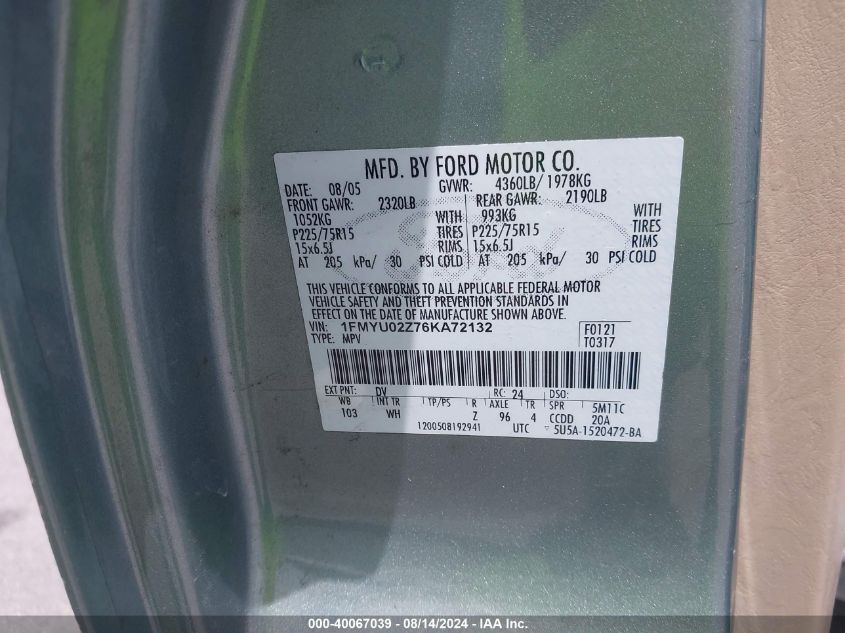 MFD. BY FORD MOTOR CO.
DATE: 08/05 GVWR: 4360LB/ 1978KG
FRONT GAWR: 2320LB REAR GAWR: 2190LB
1052KG WITH 993KG WITH
P225/75R15 TIRES P225/75R15 TIRES
15x6.5J RIMS 15x6.5J RIMS
AT 205 kPa/ 30 PSI COLD AT 205 kPa/ 30 PSI COLD
THIS VEHICLE CONFORMS TO ALL APPLICABLE FEDERAL MOTOR
VEHICLE SAFETY AND THEFT PREVENTION STANDARDS IN
EFFECT ON THE DATE OF MANUFACTURE SHOWN ABOVE.
VIN: 1FMYU02Z76KA72132 F0121
TYPE: MPV T0317
EXT PNT: DV RC: 24 DSO:
WB INT TR TP/PS R AXLE TR SPR 5M11C
103 WH Z 96 4 CCDD 20A
1200508192941 UTC 5U5A-1520472-BA
Ford
000-40067039 - 08/14/2024 - IAA Inc.